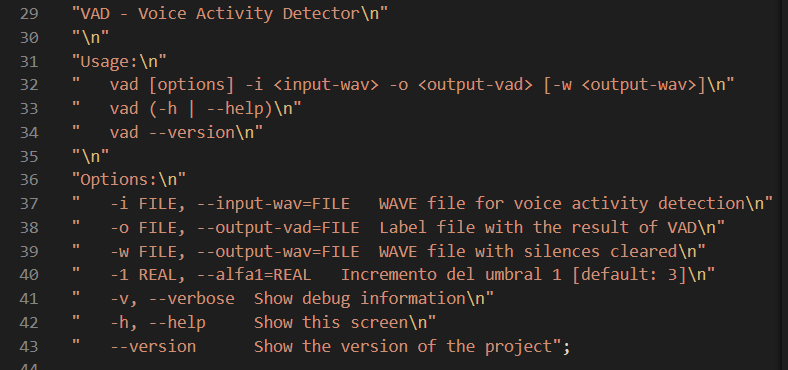 29 "VAD - Voice Activity Detector\n"
30 "\n"
31 "Usage:\n"
32 "   vad [options] -i <input-wav> -o <output-vad> [-w <output-wav>]\n"
33 "   vad (-h | --help)\n"
34 "   vad --version\n"
35 "\n"
36 "Options:\n"
37 "   -i FILE, --input-wav=FILE   WAVE file for voice activity detection\n"
38 "   -o FILE, --output-vad=FILE  Label file with the result of VAD\n"
39 "   -w FILE, --output-wav=FILE  WAVE file with silences cleared\n"
40 "   -1 REAL, --alfa1=REAL   Incremento del umbral 1 [default: 3]\n"
41 "   -v, --verbose  Show debug information\n"
42 "   -h, --help     Show this screen\n"
43 "   --version      Show the version of the project";
44